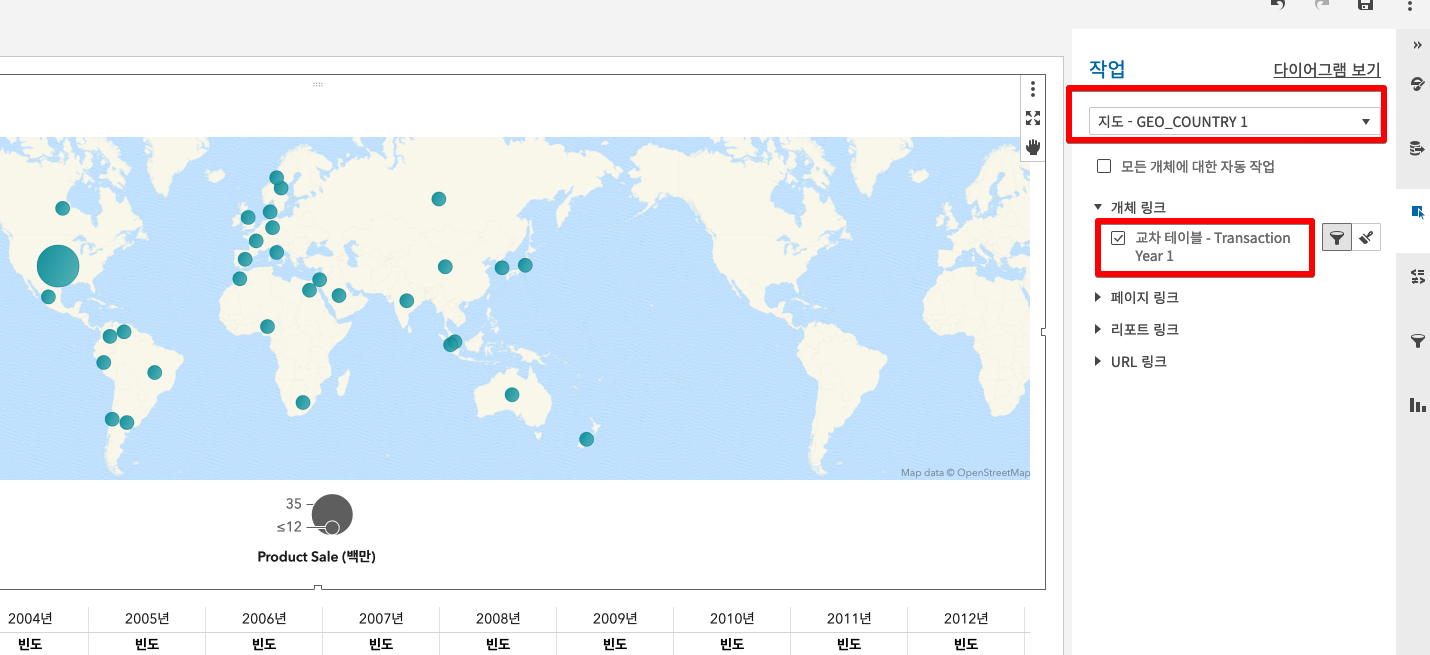 작업
다이어그램 보기
지도 - GEO_COUNTRY 1
모든 개체에 대한 자동 작업
개체 링크
교차 테이블 - Transaction
Year 1
페이지 링크
리포트 링크
URL 링크
Map data © OpenStreetMap
35
≤12
Product Sale (백만)
2004년 2005년 2006년 2007년 2008년 2009년 2010년 2011년 2012년
빈도 빈도 빈도 빈도 빈도 빈도 빈도 빈도 빈도